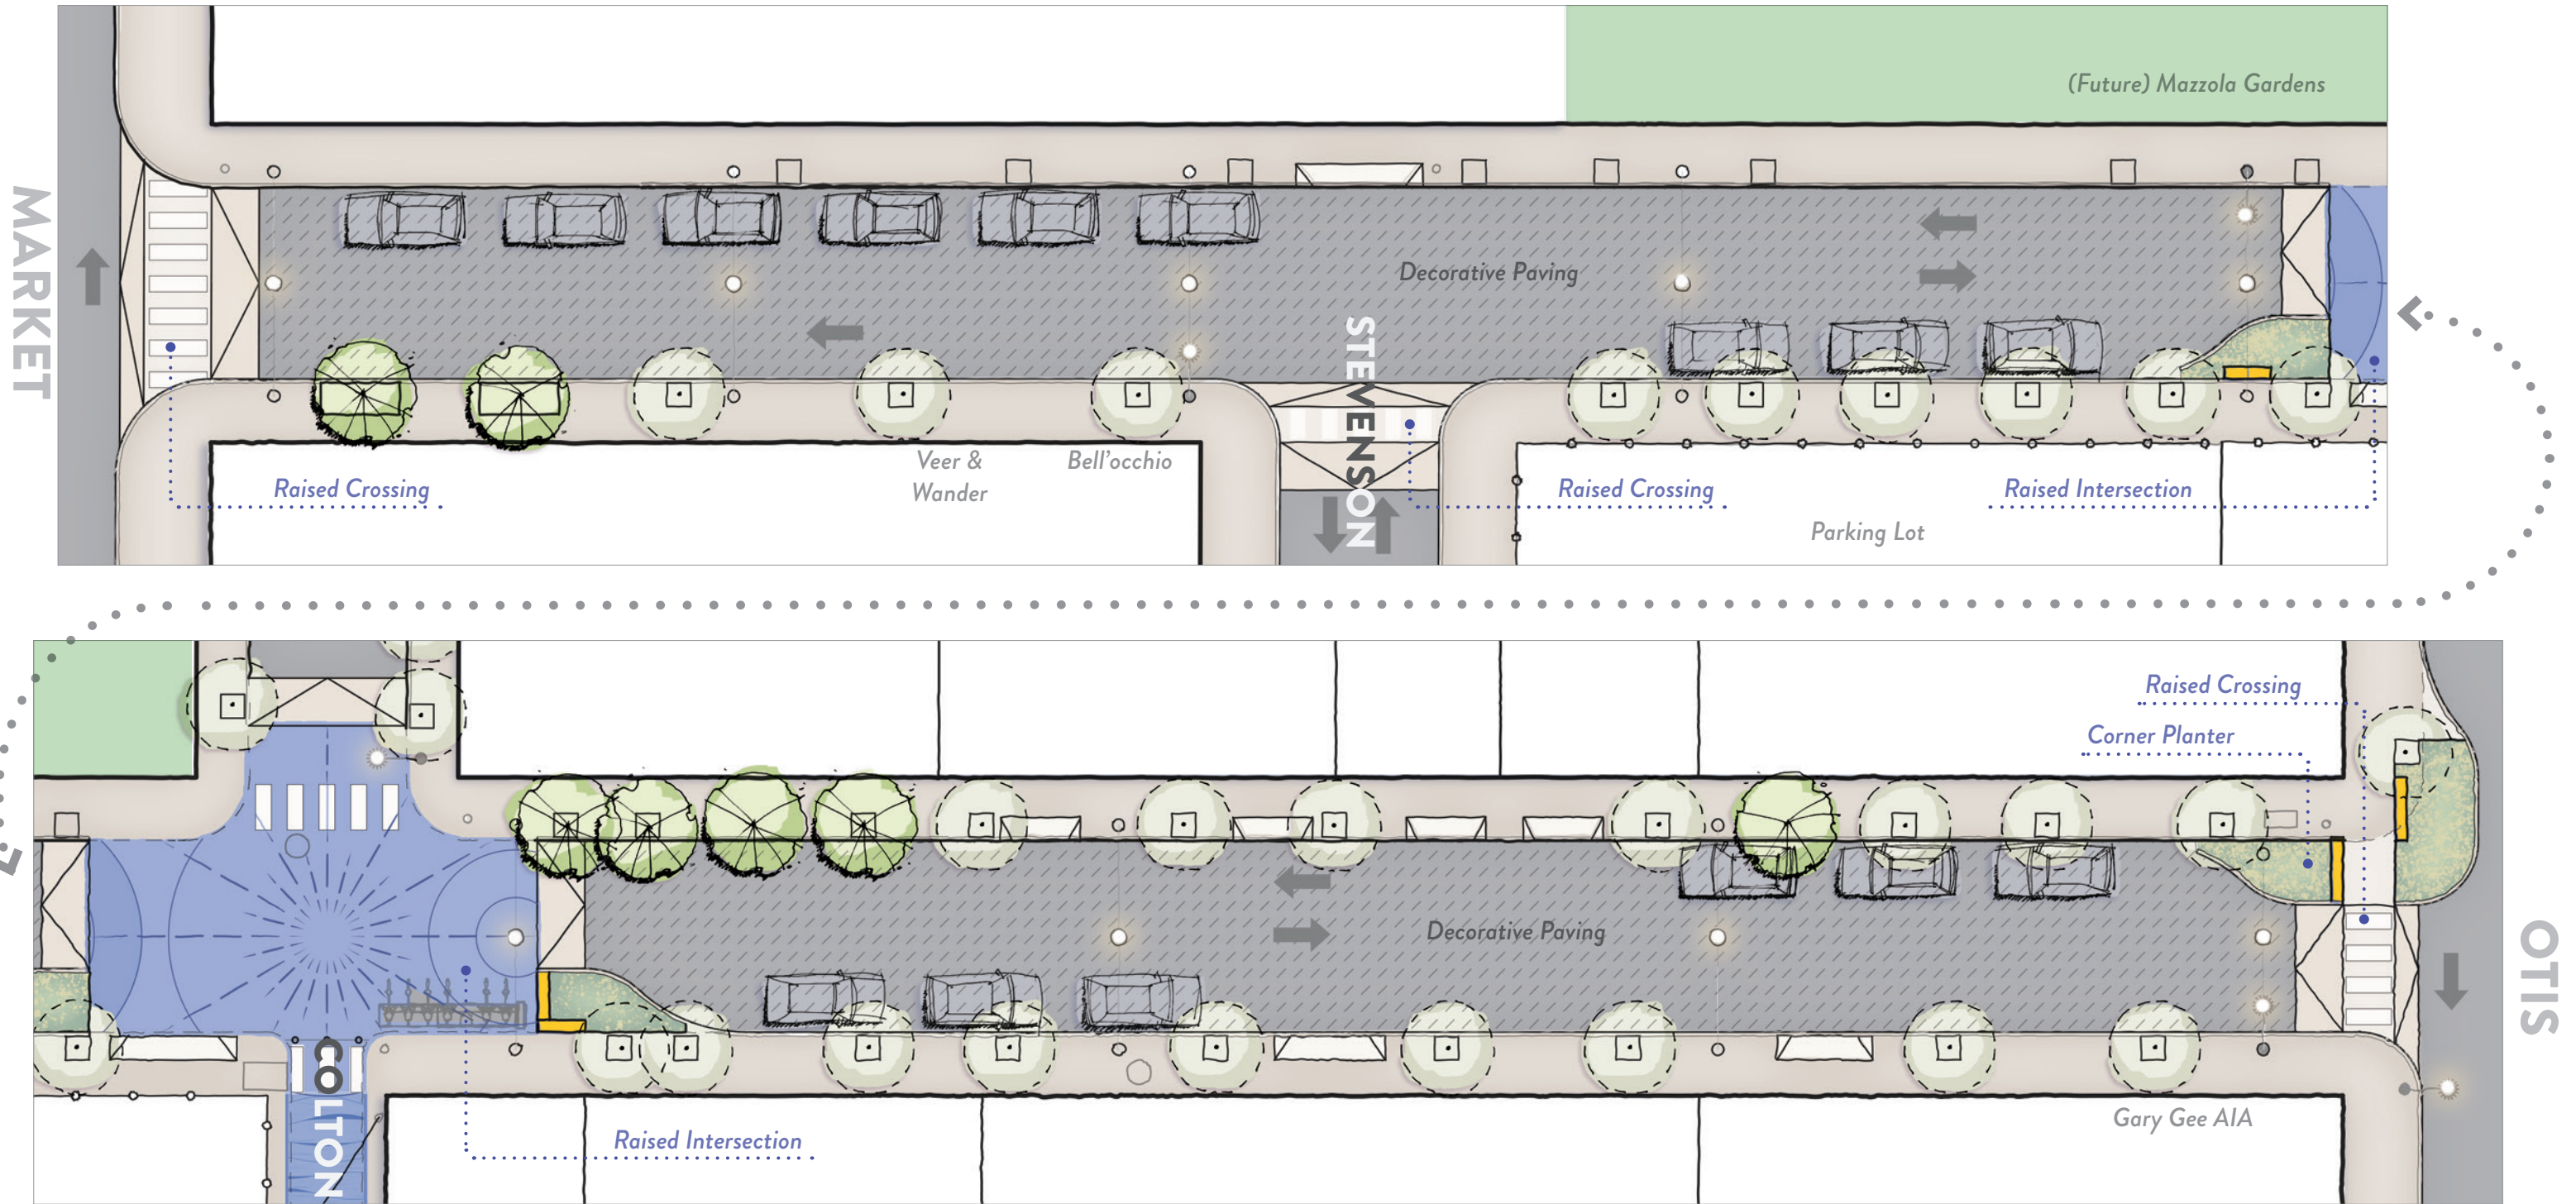 (Future) Mazzola Gardens
MARKET
Decorative Paving
STEVENSON
Veer &
Wander
Bell'occhio
Raised Crossing
Raised Crossing
Raised Intersection
Parking Lot
Raised Crossing
Corner Planter
Decorative Paving
OTIS
COLTON
Raised Intersection
Gary Gee AIA